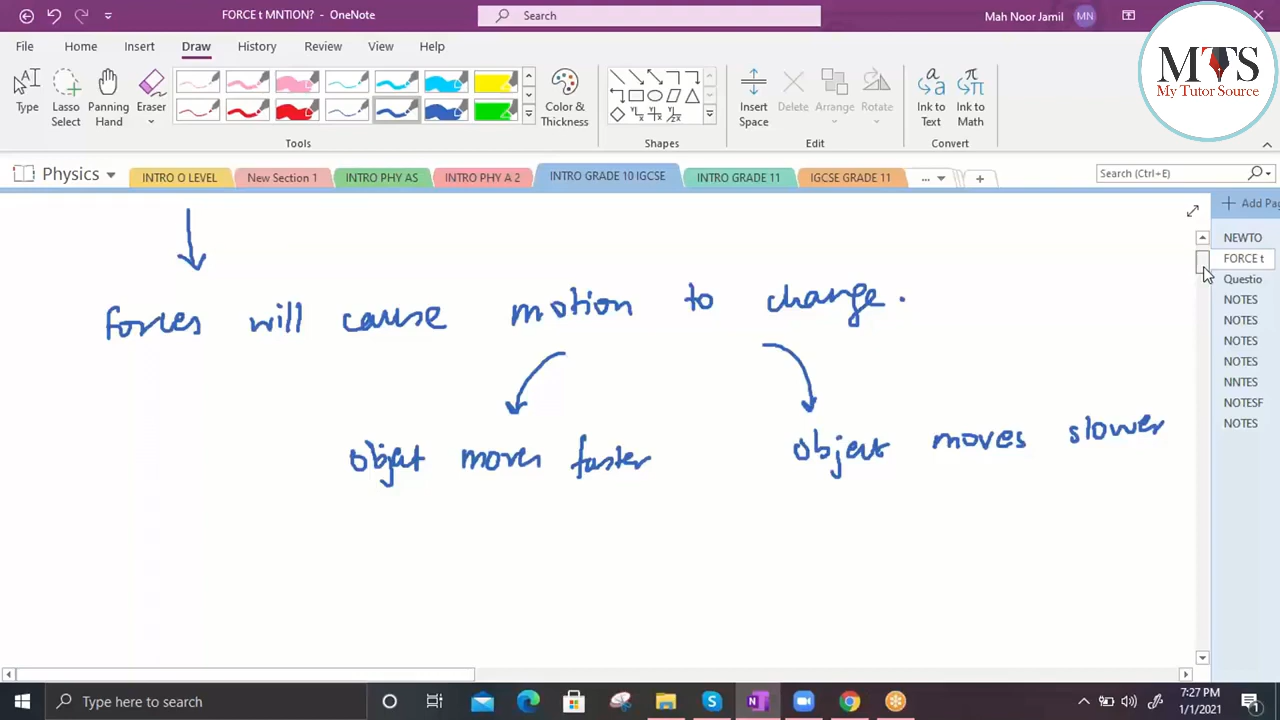 FORCE t MNTION? - OneNote
Search
Mah Noor Jamil
MN
File Home Insert Draw History Review View Help
Type
Lasso Select
Panning Hand
Eraser
Color & Thickness
Insert Space
Delete
Arrange
Rotate
Ink to Text
Ink to Math
Tools
Shapes
Edit
Convert
MTS
My Tutor Source
Physics
INTRO O LEVEL
New Section 1
INTRO PHY AS
INTRO PHY A 2
INTRO GRADE 10 IGCSE
INTRO GRADE 11
IGCSE GRADE 11
...
Search (Ctrl+E)
Add Pag
NEWTO
FORCE t
Questio
NOTES
NOTES
NOTES
NOTES
NNTES
NOTESF
NOTES
forces will cause motion to change.
object moves faster
object moves slower
Type here to search
7:27 PM
1/1/2021
1